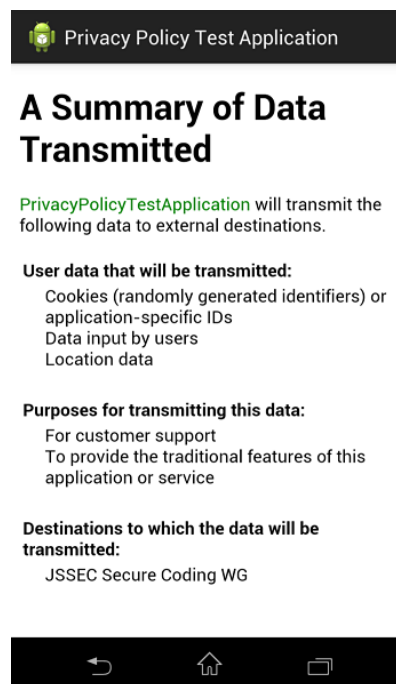 Privacy Policy Test Application
A Summary of Data
Transmitted
PrivacyPolicyTestApplication will transmit the
following data to external destinations.
User data that will be transmitted:
Cookies (randomly generated identifiers) or
application-specific IDs
Data input by users
Location data
Purposes for transmitting this data:
For customer support
To provide the traditional features of this
application or service
Destinations to which the data will be
transmitted:
JSSEC Secure Coding WG